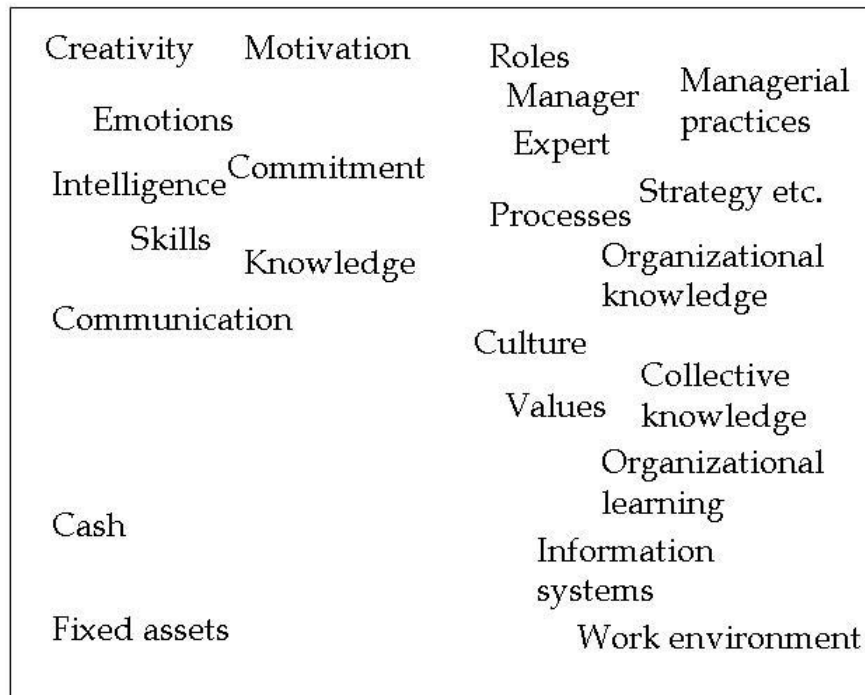 Creativity
Motivation
Emotions
Intelligence
Commitment
Skills
Knowledge
Communication
Cash
Fixed assets
Roles
Manager
Expert
Managerial
practices
Strategy etc.
Processes
Organizational
knowledge
Culture
Values
Collective
knowledge
Organizational
learning
Information
systems
Work environment